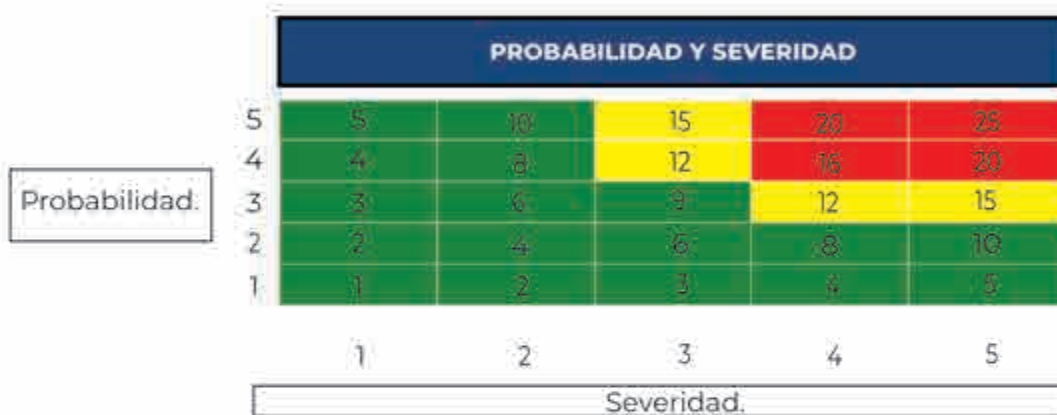 PROBABILIDAD Y SEVERIDAD
5 5 10 15 20 25
4 4 8 12 16 20
Probabilidad. 3 3 6 9 12 15
2 2 4 6 8 10
1 1 2 3 4 5
1 2 3 4 5
Severidad.